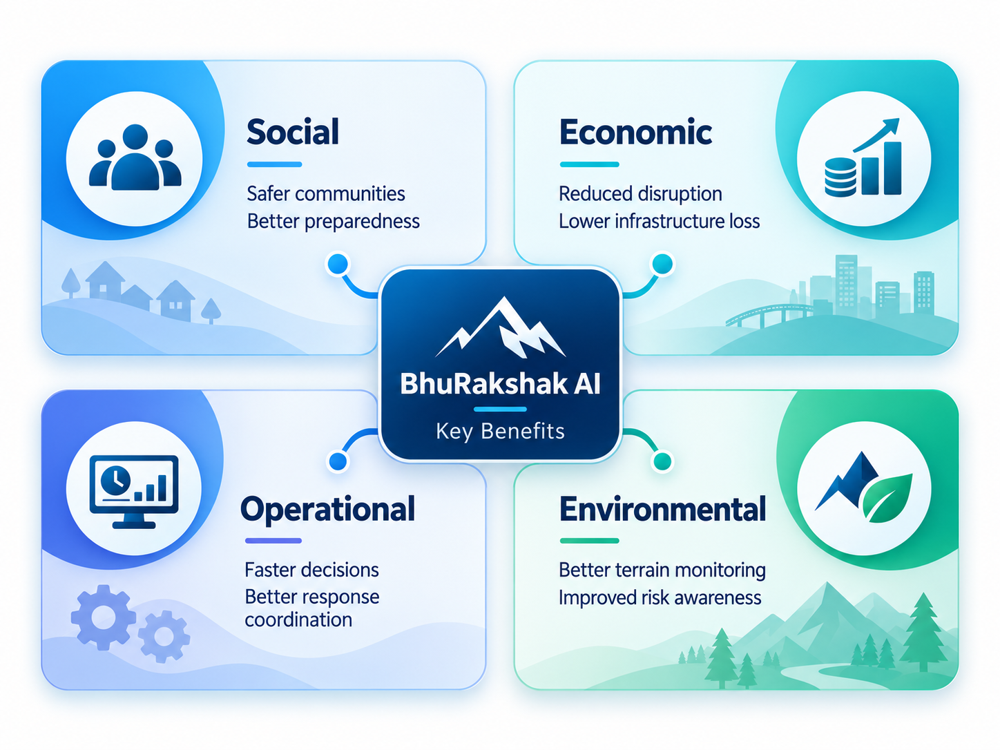 Social
Safer communities
Better preparedness
Economic
Reduced disruption
Lower infrastructure loss
BhuRakshak AI
Key Benefits
Operational
Faster decisions
Better response
coordination
Environmental
Better terrain monitoring
Improved risk awareness